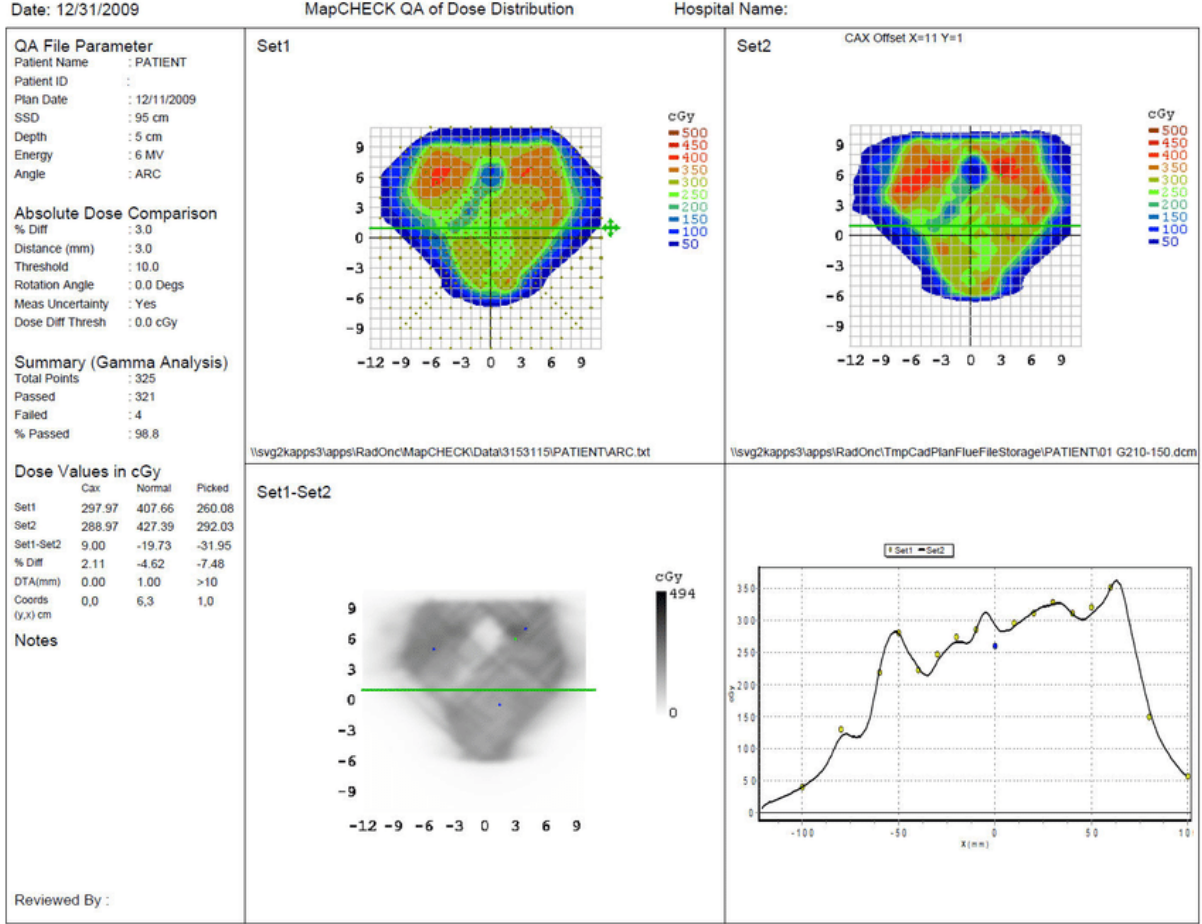 Date: 12/31/2009 MapCHECK QA of Dose Distribution Hospital Name:
QA File Parameter
Patient Name : PATIENT
Patient ID :
Plan Date : 12/11/2009
SSD : 95 cm
Depth : 5 cm
Energy : 6 MV
Angle : ARC
Absolute Dose Comparison
% Diff : 3.0
Distance (mm) : 3.0
Threshold : 10.0
Rotation Angle : 0.0 Degs
Meas Uncertainty : Yes
Dose Diff Thresh : 0.0 cGy
Summary (Gamma Analysis)
Total Points : 325
Passed : 321
Failed : 4
% Passed : 98.8
Dose Values in cGy
Cax Normal Picked
Set1 297.97 407.66 260.08
Set2 288.97 427.39 292.03
Set1-Set2 9.00 -19.73 -31.95
% Diff 2.11 -4.62 -7.48
DTA(mm) 0.00 1.00 >10
Coords 0,0 6,3 1,0
(y,x) cm
Notes
Reviewed By :
Set1
cGy
500
450
400
350
300
250
200
150
100
50
9
6
3
0
-3
-6
-9
-12 -9 -6 -3 0 3 6 9
\\svg2kapps3\apps\RadOnc\MapCHECK\Data\3153115\PATIENT\ARC.txt
Set2
CAX Offset X=11 Y=1
cGy
500
450
400
350
300
250
200
150
100
50
9
6
3
0
-3
-6
-9
-12 -9 -6 -3 0 3 6 9
\\svg2kapps3\apps\RadOnc\TmpCadPlanFlueFileStorage\PATIENT\01 G210-150.dcm
Set1-Set2
cGy
494
0
9
6
3
0
-3
-6
-9
-12 -9 -6 -3 0 3 6 9
Set1 Set2
350
300
250
200
150
100
50
0
cGy
-100 -50 0 50 10
X(mm)